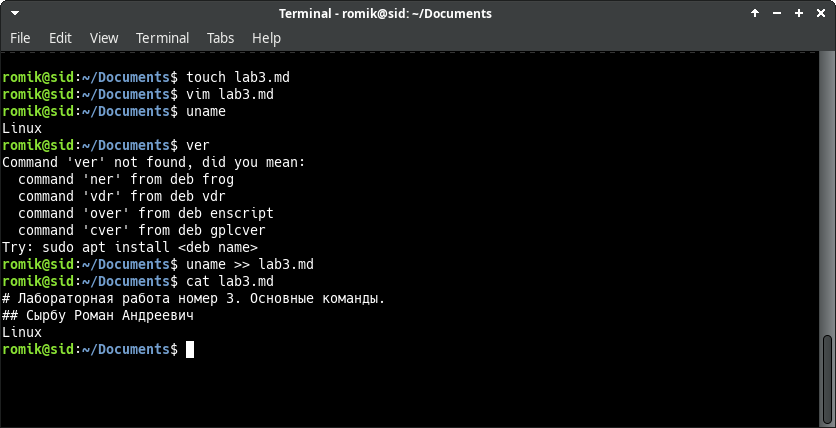 Terminal - romik@sid: ~/Documents
File Edit View Terminal Tabs Help
romik@sid:~/Documents$ touch lab3.md
romik@sid:~/Documents$ vim lab3.md
romik@sid:~/Documents$ uname
Linux
romik@sid:~/Documents$ ver
Command 'ver' not found, did you mean:
  command 'ner' from deb frog
  command 'vdr' from deb vdr
  command 'over' from deb enscript
  command 'cver' from deb gplcver
Try: sudo apt install <deb name>
romik@sid:~/Documents$ uname >> lab3.md
romik@sid:~/Documents$ cat lab3.md
# Лабораторная работа номер 3. Основные команды.
## Сырбу Роман Андреевич
Linux
romik@sid:~/Documents$